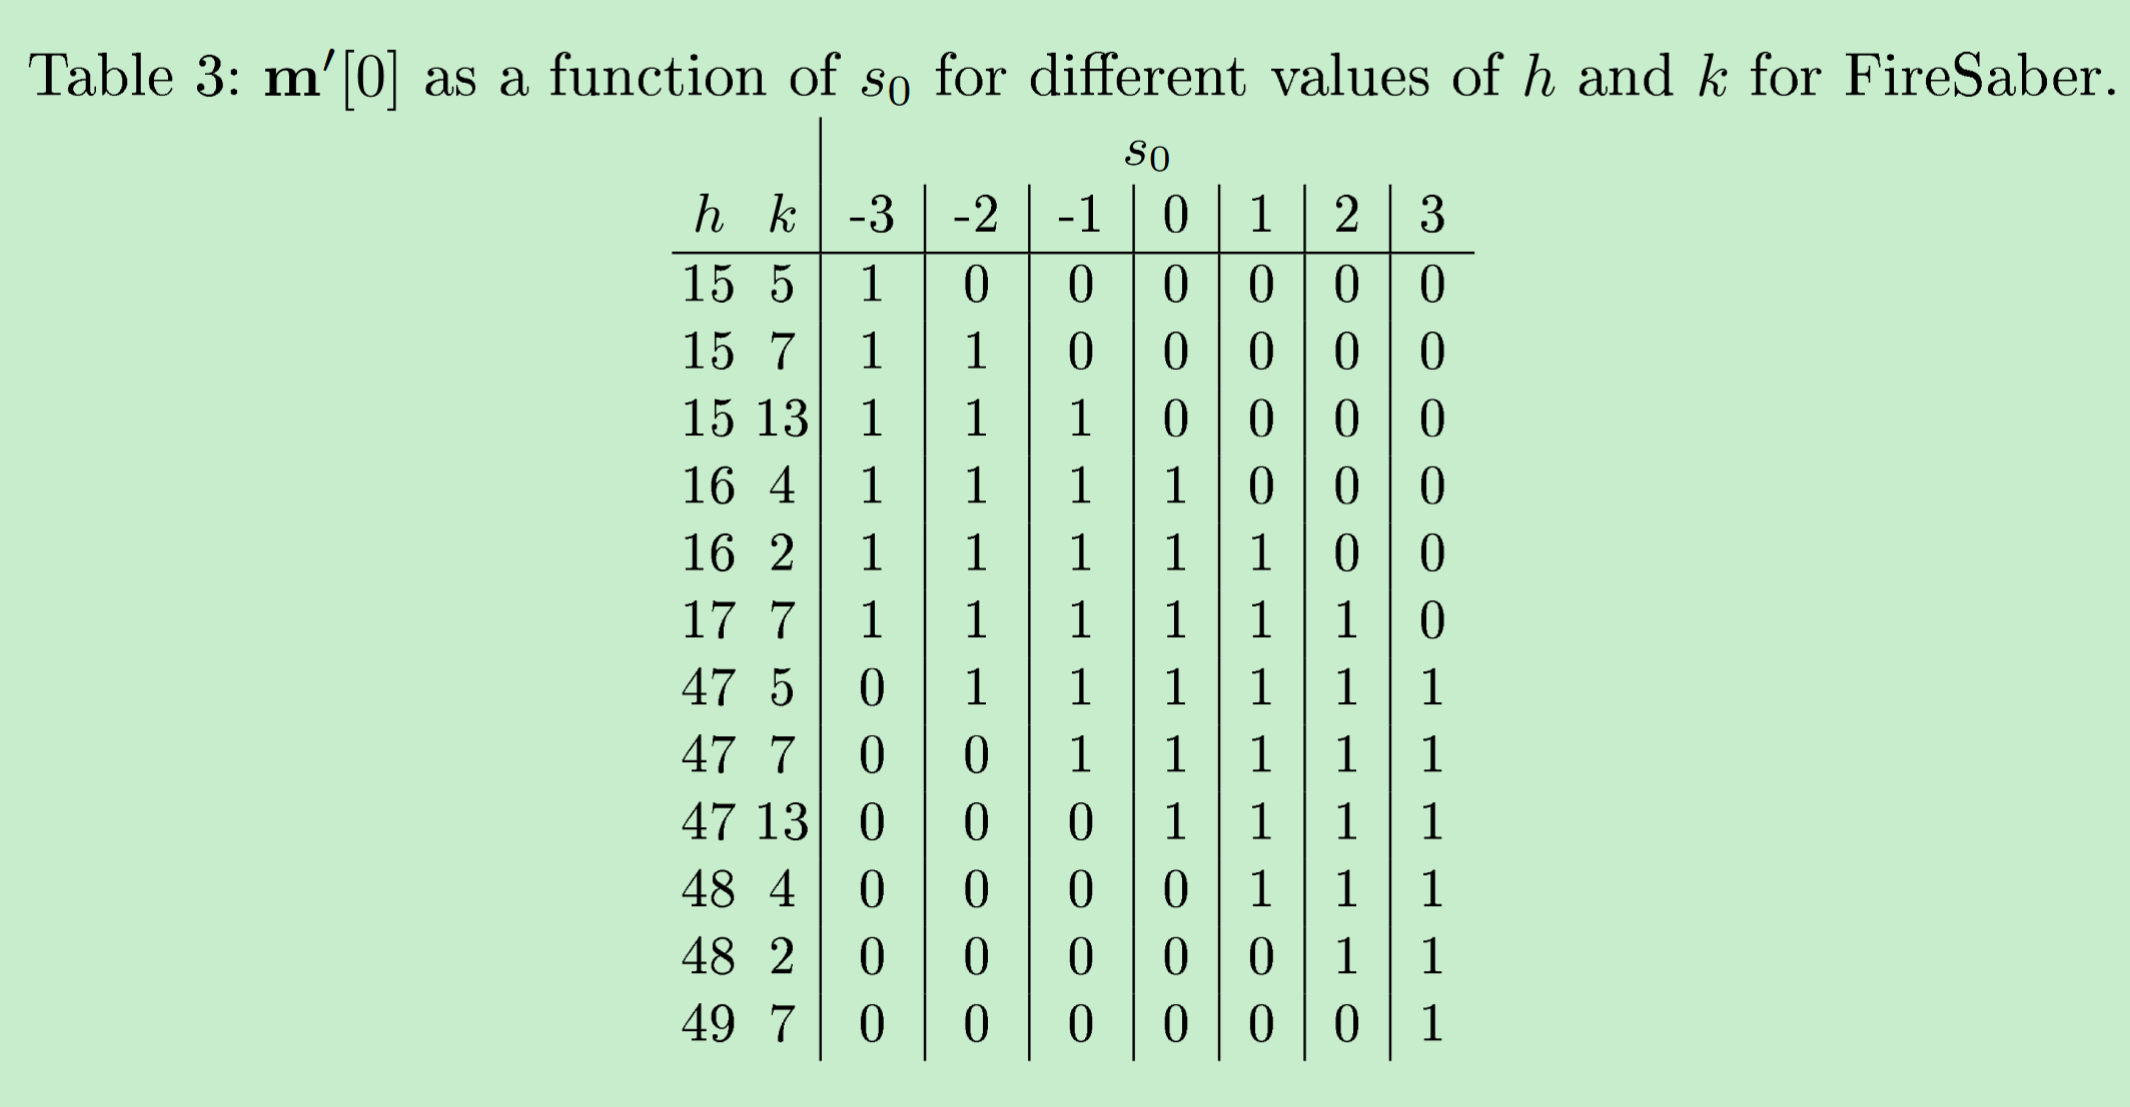 Table 3: m′[0] as a function of s0 for different values of h and k for FireSaber.
s0
h k -3 -2 -1 0 1 2 3
15 5 1 0 0 0 0 0 0
15 7 1 1 0 0 0 0 0
15 13 1 1 1 0 0 0 0
16 4 1 1 1 1 0 0 0
16 2 1 1 1 1 1 0 0
17 7 1 1 1 1 1 1 0
47 5 0 1 1 1 1 1 1
47 7 0 0 1 1 1 1 1
47 13 0 0 0 1 1 1 1
48 4 0 0 0 0 1 1 1
48 2 0 0 0 0 0 1 1
49 7 0 0 0 0 0 0 1